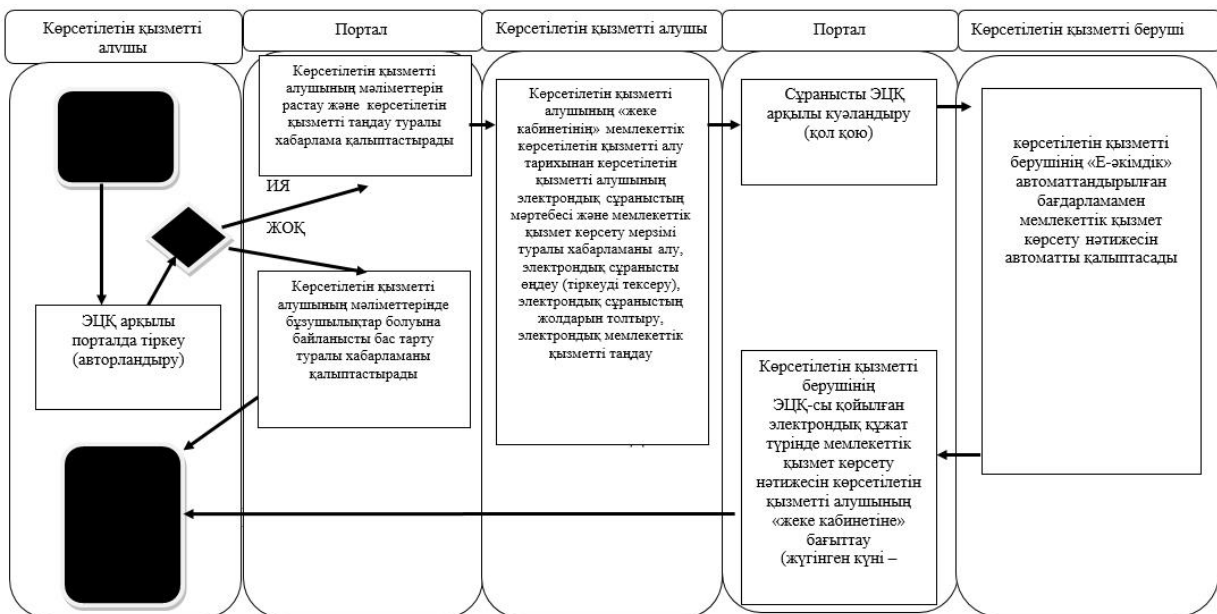 Көрсетілетін қызметті
алушы
Портал
Көрсетілетін қызметті алушы
Портал
Көрсетілетін қызметті беруші
ЭЦҚ арқылы
порталда тіркеу
(авторландыру)
Көрсетілетін қызметті
алушының мәліметтерін
растау және көрсетілетін
қызметті таңдау туралы
хабарлама қалыптастырады
ИЯ
ЖОҚ
Көрсетілетін қызметті
алушының мәліметтерінде
бұзушылықтар болуына
байланысты бас тарту
туралы хабарламаны
қалыптастырады
Көрсетілетін қызметті
алушының «жеке
кабинетінің» мемлекеттік
көрсетілетін қызметті алу
тарихынан көрсетілетін
қызметті алушының
электрондық сұраныстың
мәртебесі және мемлекеттік
қызмет көрсету мерзімі
туралы хабарламаны алу,
электрондық сұранысты
өңдеу (тіркеуді тексеру),
электрондық сұраныстың
жолдарын толтыру,
электрондық мемлекеттік
қызметті таңдау
Сұранысты ЭЦҚ
арқылы куәландыру
(қол қою)
Көрсетілетін қызметті
берушінің
ЭЦҚ-сы қойылған
электрондық құжат
түрінде мемлекеттік
қызмет көрсету
нәтижесін көрсетілетін
қызметті алушының
«жеке кабинетіне»
бағыттау
(жүгінген күні –
көрсетілетін қызметті
берушінің «Е-әкімдік»
автоматтандырылған
бағдарламамен
мемлекеттік қызмет
көрсету нәтижесін
автоматты қалыптасады